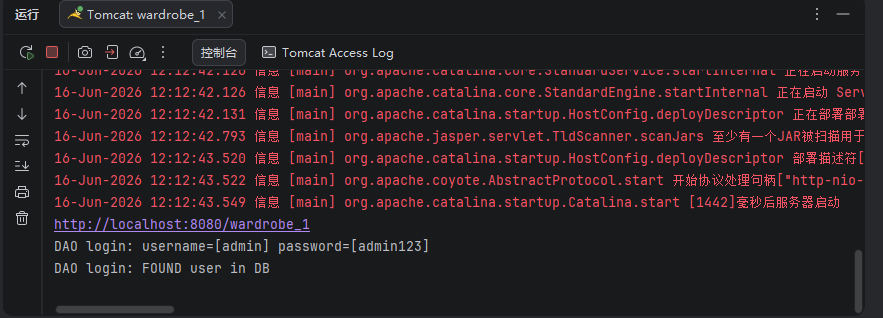 运行
Tomcat: wardrobe_1
控制台
Tomcat Access Log
16-Jun-2026 12:12:42.126 信息 [main] org.apache.catalina.core.StandardService.startInternal 正在启动服务
16-Jun-2026 12:12:42.126 信息 [main] org.apache.catalina.core.StandardEngine.startInternal 正在启动 Serv
16-Jun-2026 12:12:42.131 信息 [main] org.apache.catalina.startup.HostConfig.deployDescriptor 正在部署部署
16-Jun-2026 12:12:42.793 信息 [main] org.apache.jasper.servlet.TldScanner.scanJars 至少有一个JAR被扫描用于
16-Jun-2026 12:12:43.520 信息 [main] org.apache.catalina.startup.HostConfig.deployDescriptor 部署描述符[
16-Jun-2026 12:12:43.522 信息 [main] org.apache.coyote.AbstractProtocol.start 开始协议处理句柄["http-nio-
16-Jun-2026 12:12:43.549 信息 [main] org.apache.catalina.startup.Catalina.start [1442]毫秒后服务器启动
http://localhost:8080/wardrobe_1
DAO login: username=[admin] password=[admin123]
DAO login: FOUND user in DB